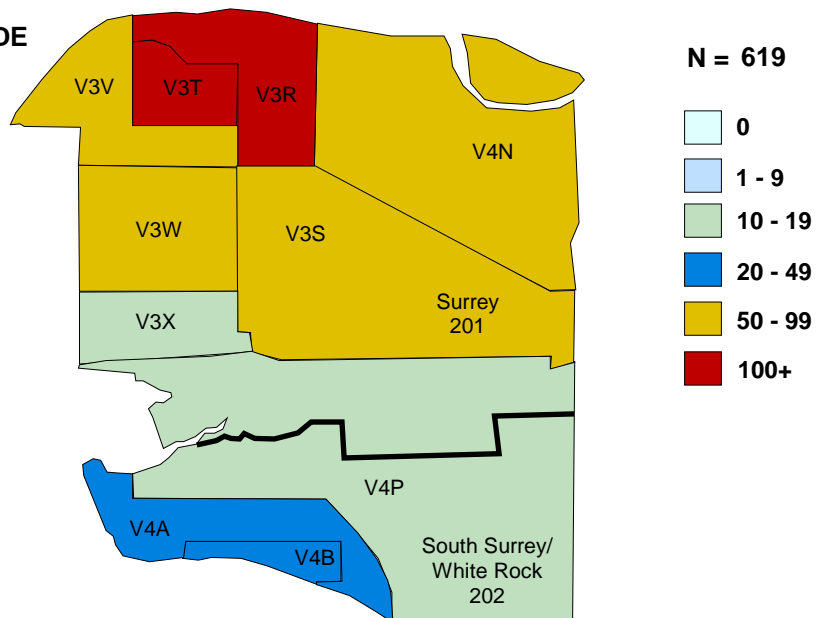 DE
N = 619
0
1 - 9
10 - 19
20 - 49
50 - 99
100+
V3V
V3T
V3R
V4N
V3W
V3S
V3X
Surrey
201
V4P
V4A
V4B
South Surrey/
White Rock
202